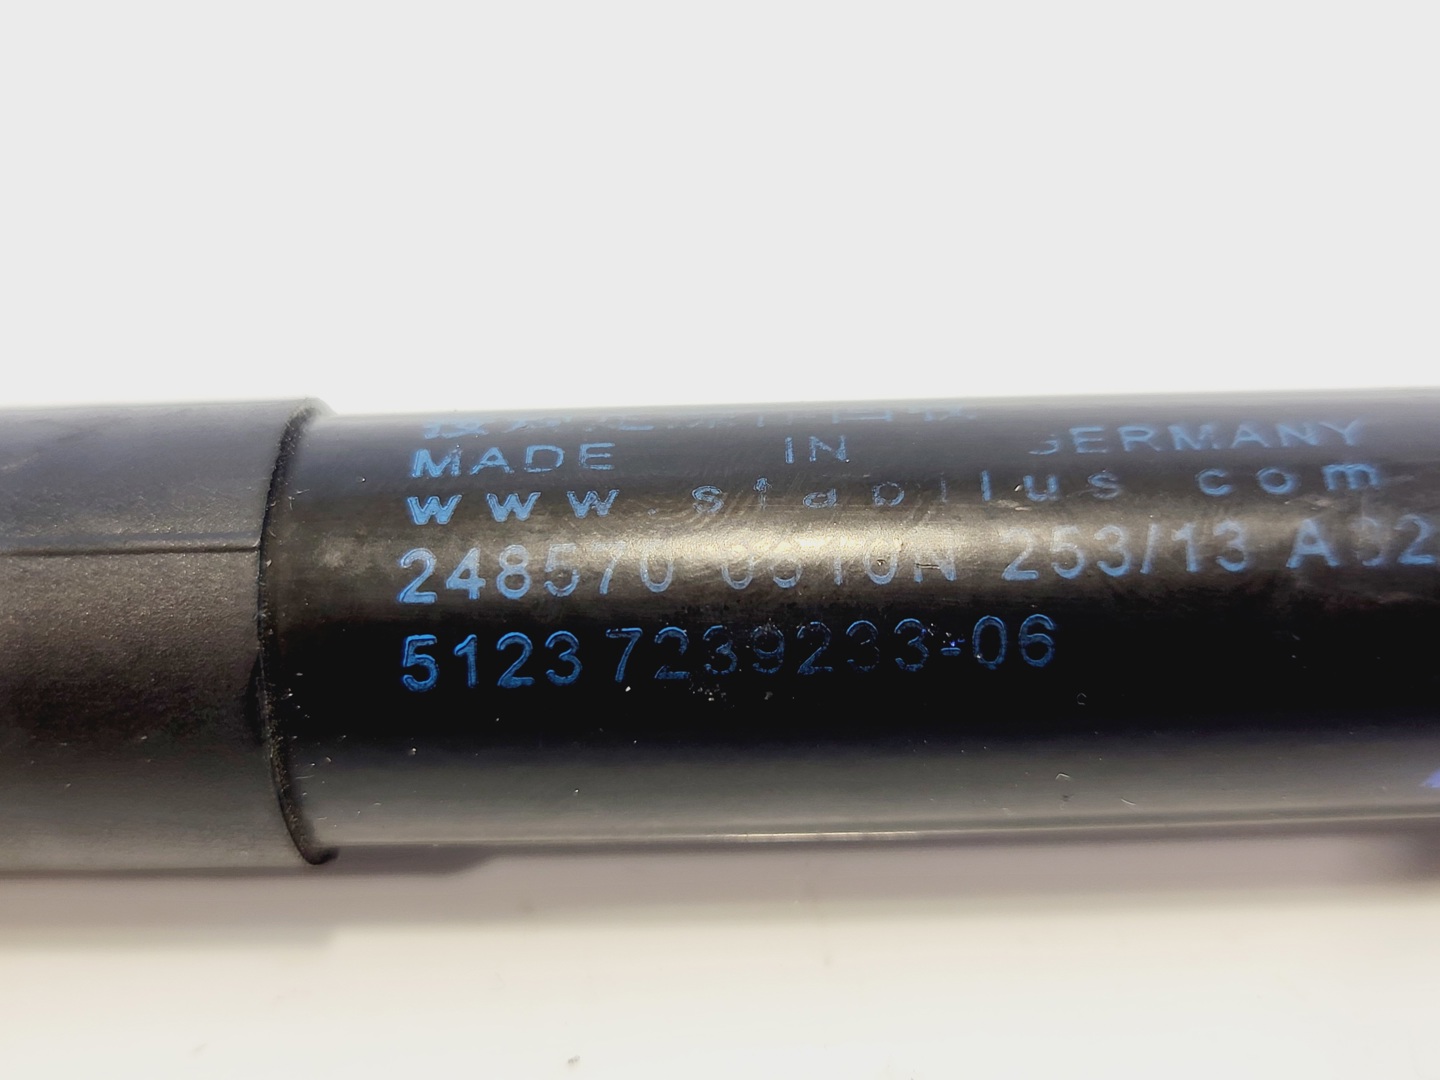 MADE IN GERMANY
www.stabilus com
248570 0510N 253/13
51237239233-06